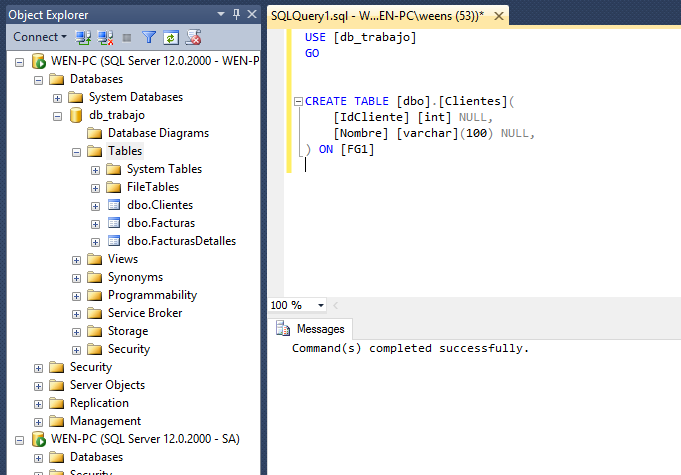 Object Explorer
Connect
WEN-PC (SQL Server 12.0.2000 - WEN-P
Databases
System Databases
db_trabajo
Database Diagrams
Tables
System Tables
FileTables
dbo.Clientes
dbo.Facturas
dbo.FacturasDetalles
Views
Synonyms
Programmability
Service Broker
Storage
Security
Security
Server Objects
Replication
Management
WEN-PC (SQL Server 12.0.2000 - SA)
Databases
Security
SQLQuery1.sql - W...EN-PC\weens (53))*
USE [db_trabajo]
GO
CREATE TABLE [dbo].[Clientes](
[IdCliente] [int] NULL,
[Nombre] [varchar](100) NULL,
) ON [FG1]
100 %
Messages
Command(s) completed successfully.